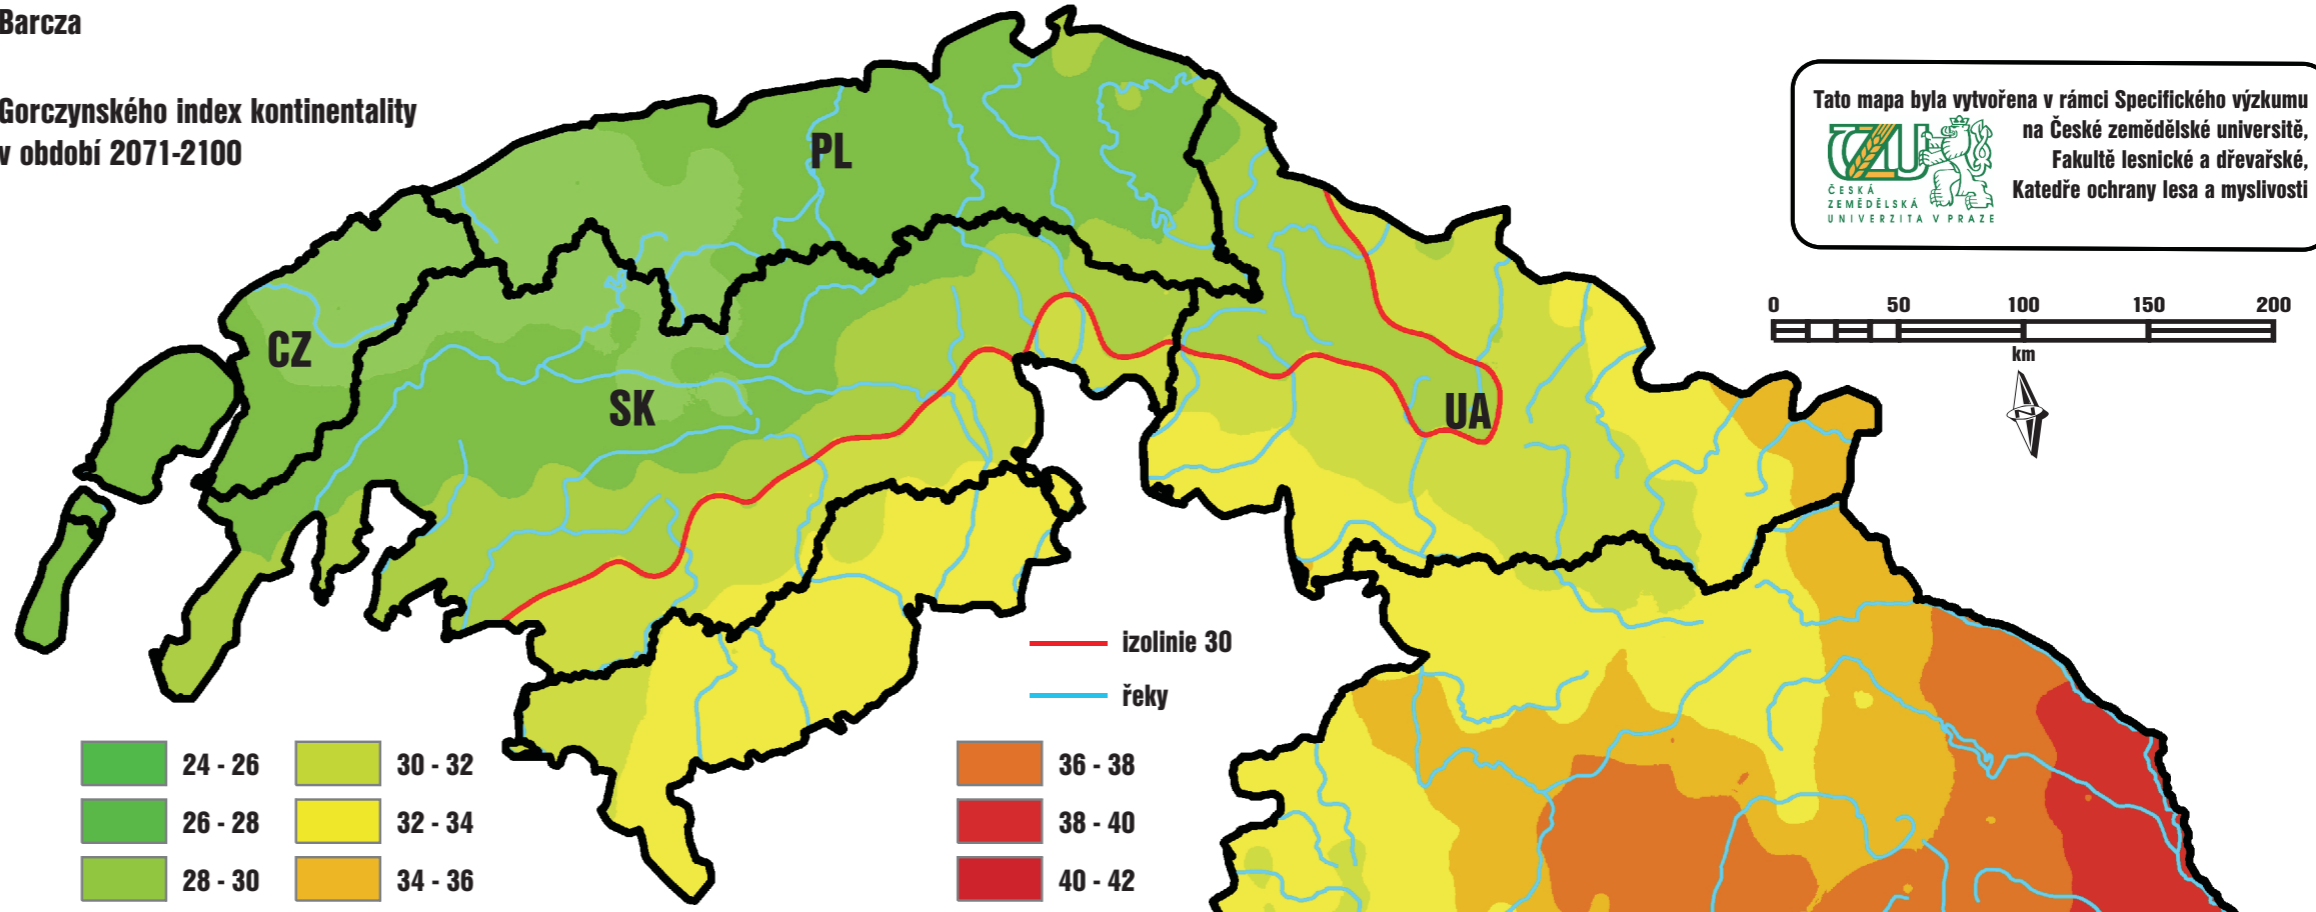 Barcza
Gorczynského index kontinentality
v období 2071-2100
PL
CZ
SK
UA
Tato mapa byla vytvořena v rámci Specifického výzkumu
na České zemědělské universitě,
Fakultě lesnické a dřevařské,
Katedře ochrany lesa a myslivosti
ČZU
ČESKÁ
ZEMĚDĚLSKÁ
UNIVERZITA V PRAZE
0 50 100 150 200
km
N
izolinie 30
řeky
24 - 26
26 - 28
28 - 30
30 - 32
32 - 34
34 - 36
36 - 38
38 - 40
40 - 42